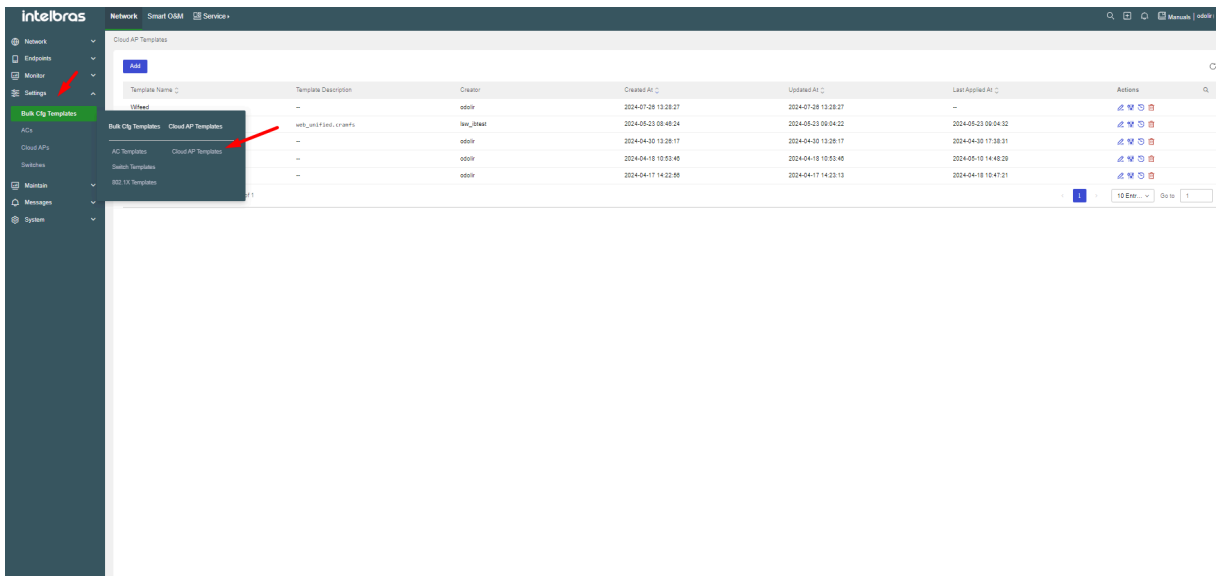 intelbras
Network Smart O&M Service
Manuals | odolir
Network
Endpoints
Monitor
Settings
Bulk Cfg Templates
ACs
Cloud APs
Switches
Maintain
Messages
System
Cloud AP Templates
Add
Template Name Template Description Creator Created At Updated At Last Applied At Actions
Wifeed -- odolir 2024-07-26 13:28:27 2024-07-26 13:28:27 --
web_unified.cramfs lsw_ibtest 2024-05-23 08:46:24 2024-05-23 09:04:22 2024-05-23 09:04:32
-- odolir 2024-04-30 13:26:17 2024-04-30 13:26:17 2024-04-30 17:38:31
-- odolir 2024-04-18 10:53:46 2024-04-18 10:53:46 2024-05-10 14:48:29
-- odolir 2024-04-17 14:22:56 2024-04-17 14:23:13 2024-04-18 10:47:21
of 1 1 10 Entr... Go to 1
Bulk Cfg Templates Cloud AP Templates
AC Templates Cloud AP Templates
Switch Templates
802.1X Templates